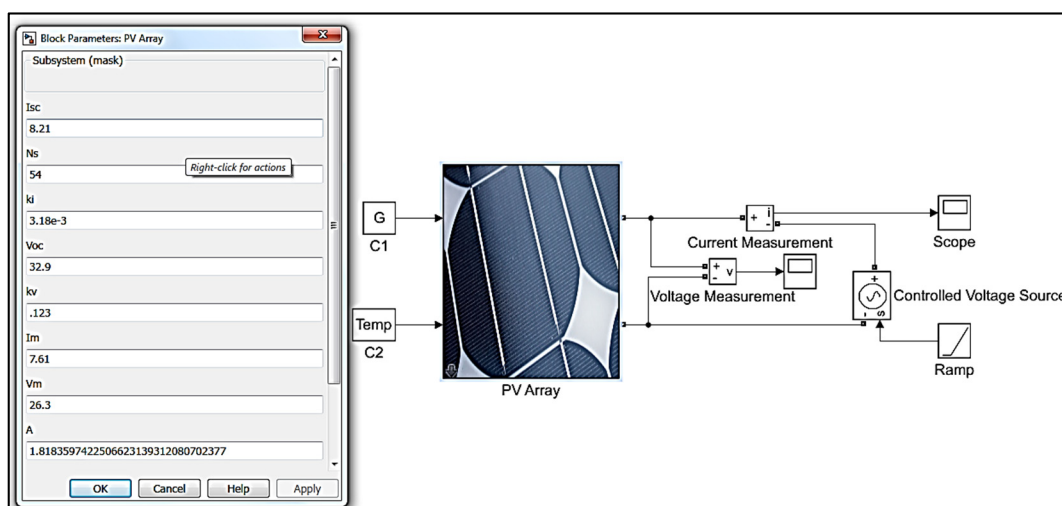 Block Parameters: PV Array
Subsystem (mask)
Isc
8.21
Ns
Right-click for actions
54
ki
3.18e-3
Voc
32.9
kv
.123
Im
7.61
Vm
26.3
A
1.8183597422506623139312080702377
OK Cancel Help Apply
G
C1
Temp
C2
PV Array
+ i -
Current Measurement
Scope
+ v -
Voltage Measurement
+ - s
Controlled Voltage Source
Ramp